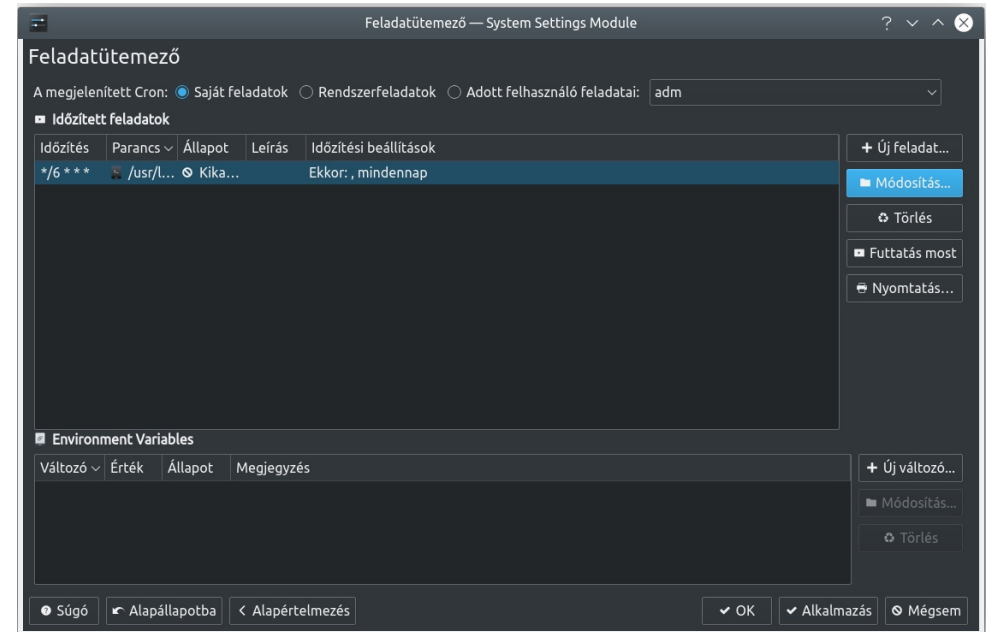 Feladatütemező — System Settings Module
Feladatütemező
A megjelenített Cron: Saját feladatok Rendszerfeladatok Adott felhasználó feladatai: adm
Időzített feladatok
Időzítés Parancs Állapot Leírás Időzítési beállítások
*/6 * * * /usr/l... Kika... Ekkor: , mindennap
+ Új feladat...
Módosítás...
Törlés
Futtatás most
Nyomtatás...
Environment Variables
Változó Érték Állapot Megjegyzés
+ Új változó...
Módosítás...
Törlés
Súgó Alapállapotba Alapértelmezés OK Alkalmazás Mégsem